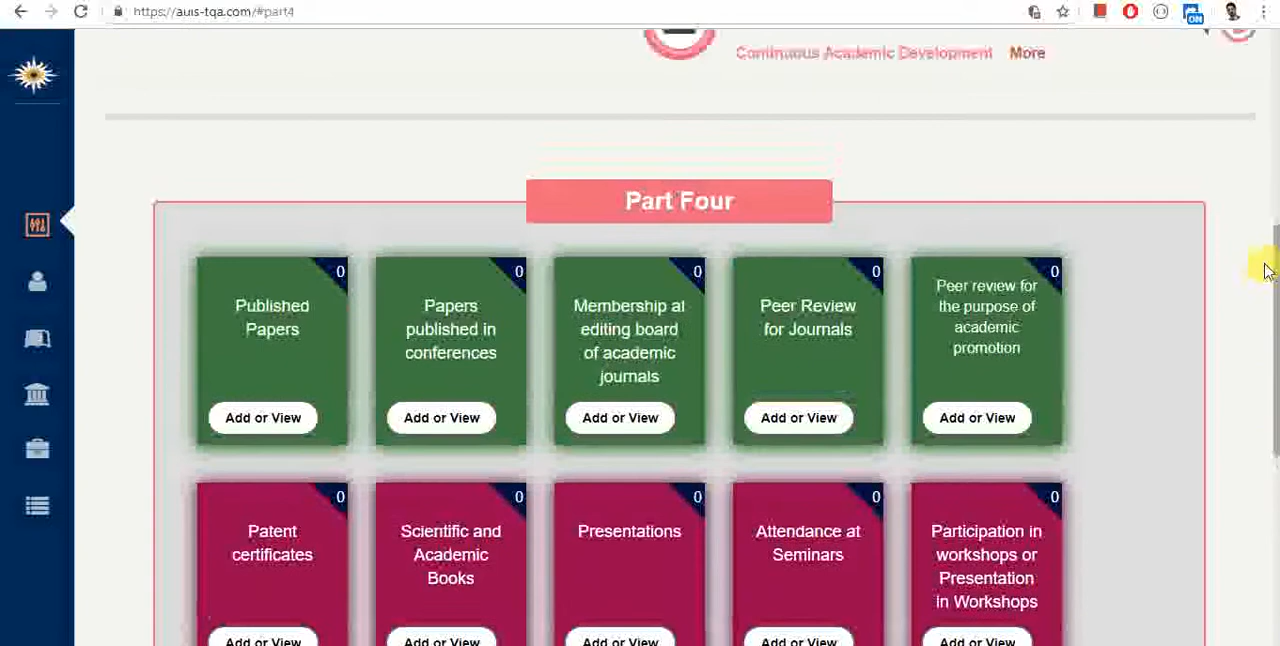 https://auis-tqa.com/#part4
ON
Continuous Academic Development More
Part Four
0
Published
Papers
Add or View
0
Papers
published in
conferences
Add or View
0
Membership at
editing board
of academic
journals
Add or View
0
Peer Review
for Journals
Add or View
0
Peer review for
the purpose of
academic
promotion
Add or View
0
Patent
certificates
Add or View
0
Scientific and
Academic
Books
Add or View
0
Presentations
Add or View
0
Attendance at
Seminars
Add or View
0
Participation in
workshops or
Presentation
in Workshops
Add or View